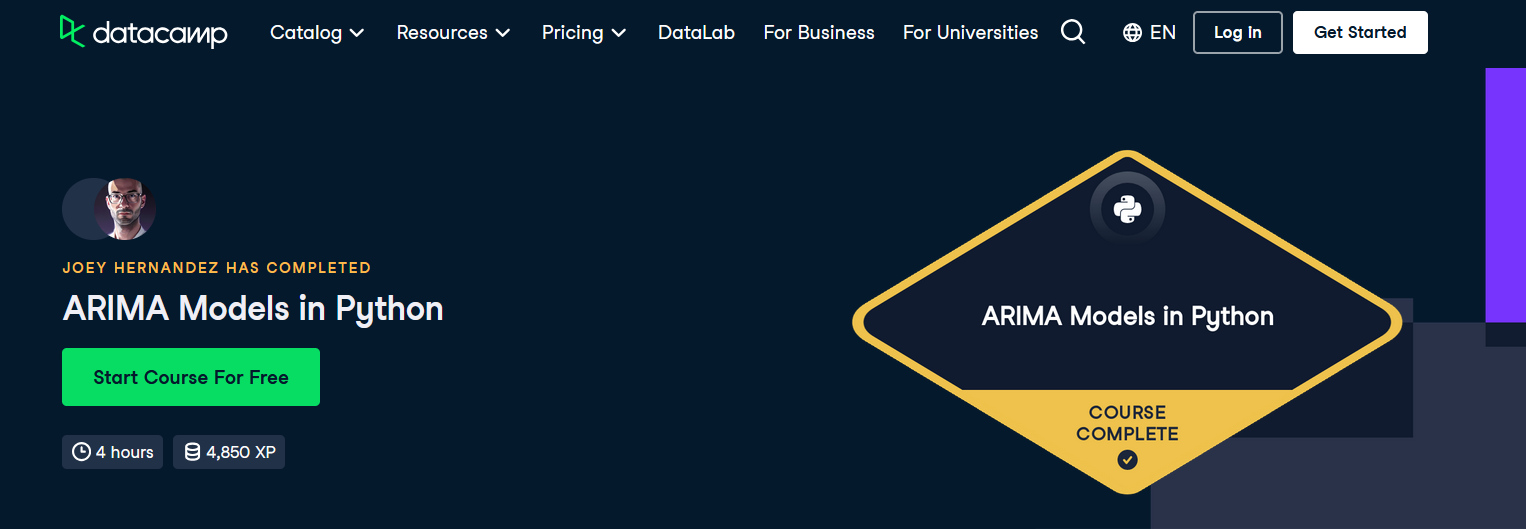 datacamp Catalog Resources Pricing DataLab For Business For Universities EN Log in Get Started
JOEY HERNANDEZ HAS COMPLETED
ARIMA Models in Python
Start Course For Free
4 hours 4,850 XP
ARIMA Models in Python
COURSE
COMPLETE